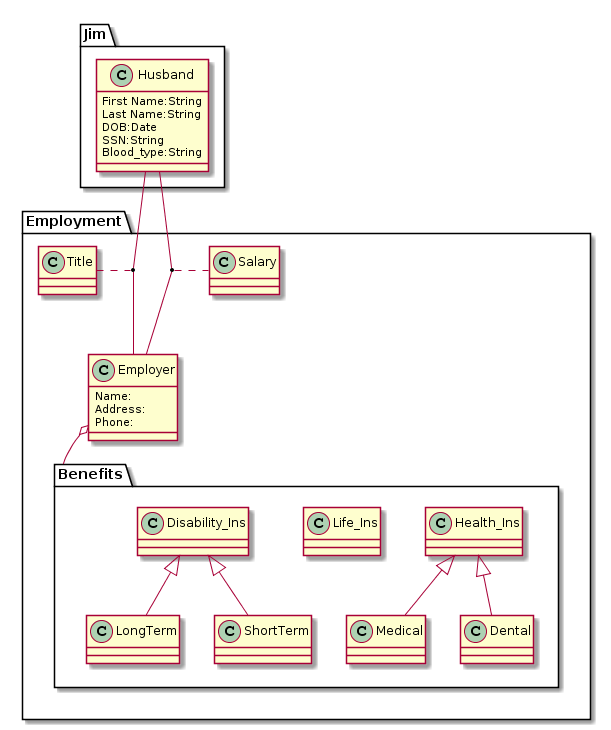 Jim
C Husband
First Name:String
Last Name:String
DOB:Date
SSN:String
Blood_type:String
Employment
C Title
C Salary
C Employer
Name:
Address:
Phone:
Benefits
C Disability_Ins
C Life_Ins
C Health_Ins
C LongTerm
C ShortTerm
C Medical
C Dental